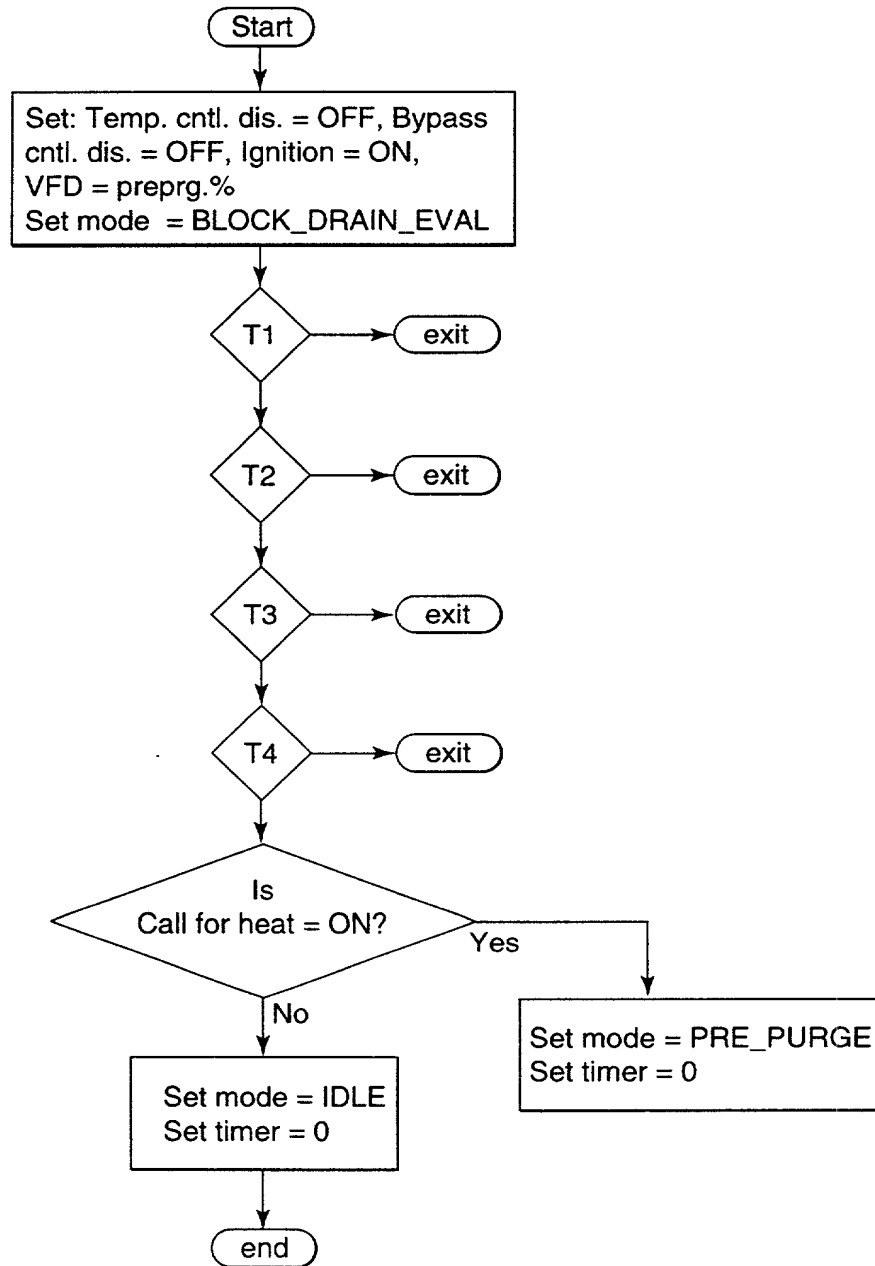 Start
Set: Temp. cntl. dis. = OFF, Bypass
cntl. dis. = OFF, Ignition = ON,
VFD = preprg.%
Set mode = BLOCK_DRAIN_EVAL
T1
exit
T2
exit
T3
exit
T4
exit
Is
Call for heat = ON?
Yes
No
Set mode = PRE_PURGE
Set timer = 0
Set mode = IDLE
Set timer = 0
end